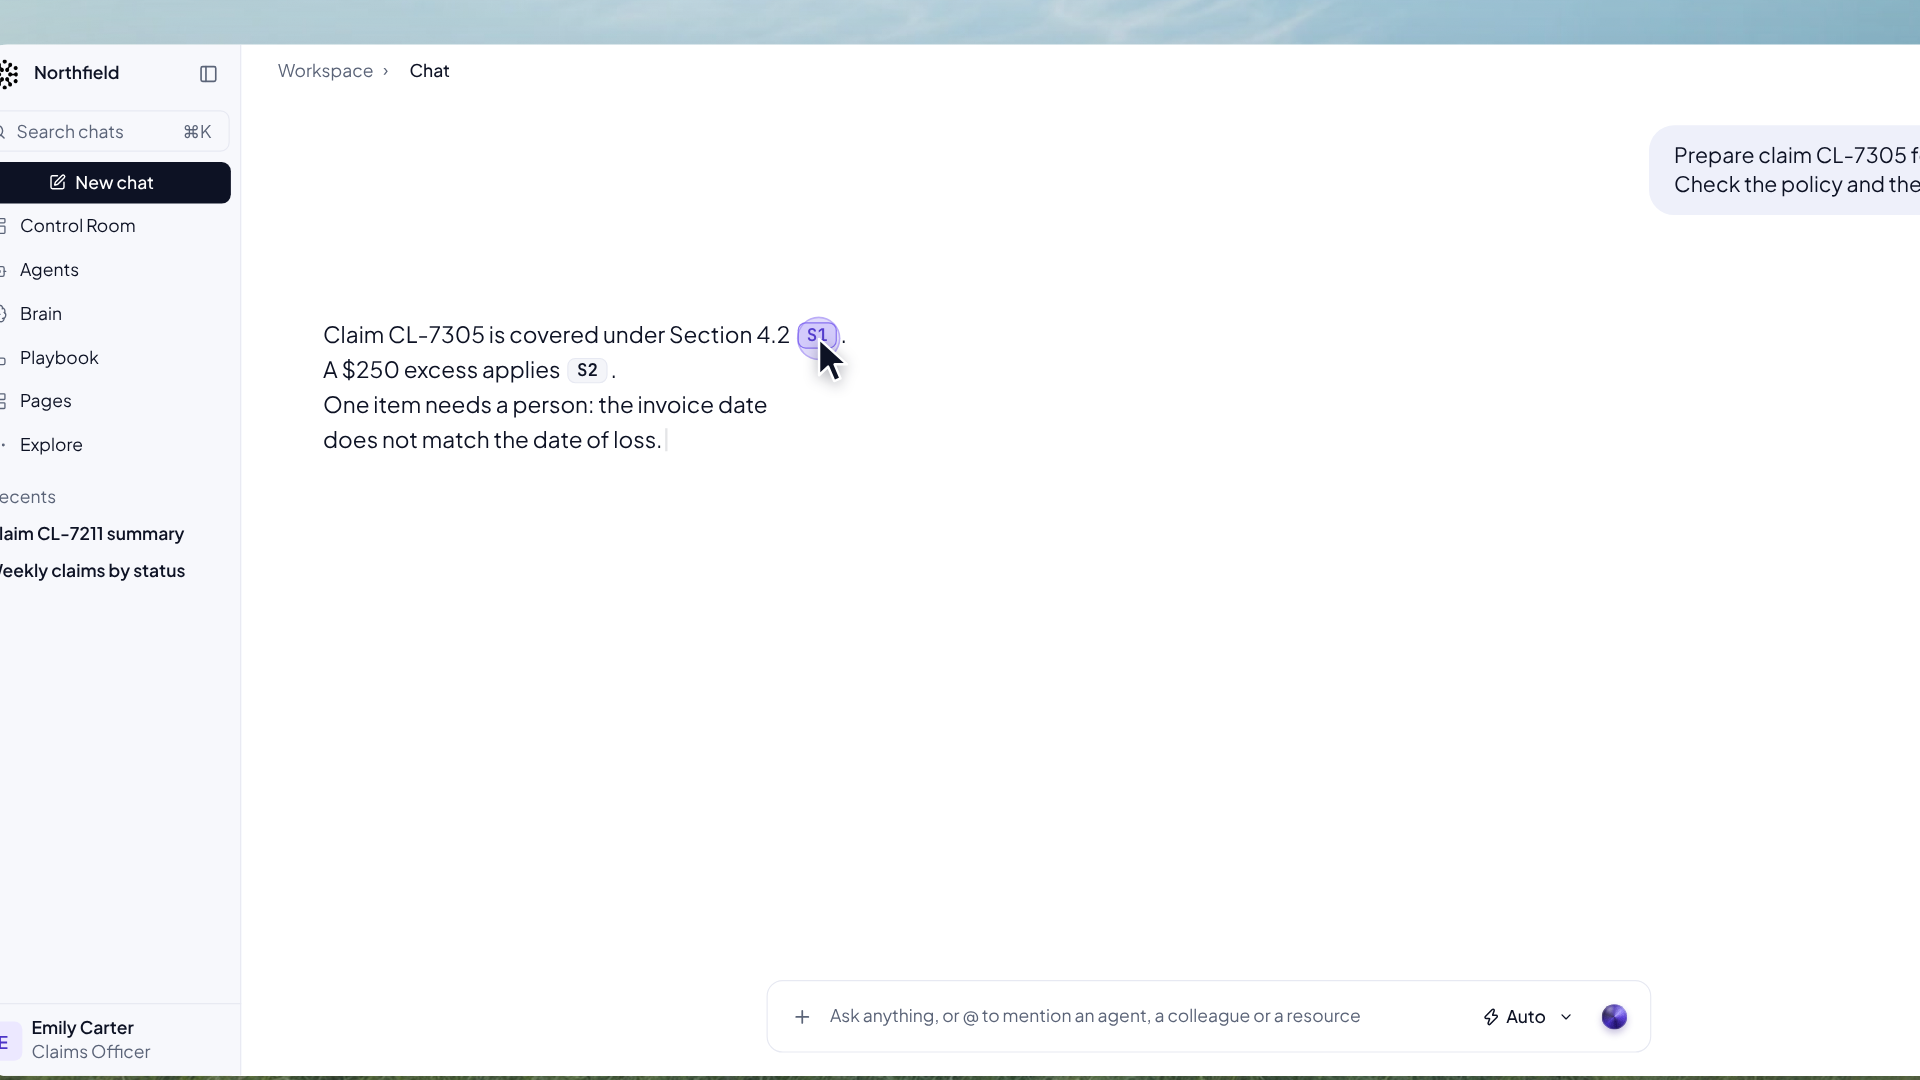 Northfield
Workspace › Chat
Search chats ⌘K
New chat
Control Room
Agents
Brain
Playbook
Pages
Explore
Prepare claim CL-7305
Check the policy and the
Claim CL-7305 is covered under Section 4.2 S1 .
A $250 excess applies S2 .
One item needs a person: the invoice date
does not match the date of loss.
CL-7211 summary
claims by status
Emily Carter
Claims Officer
Ask anything, or @ to mention an agent, a colleague or a resource
Auto